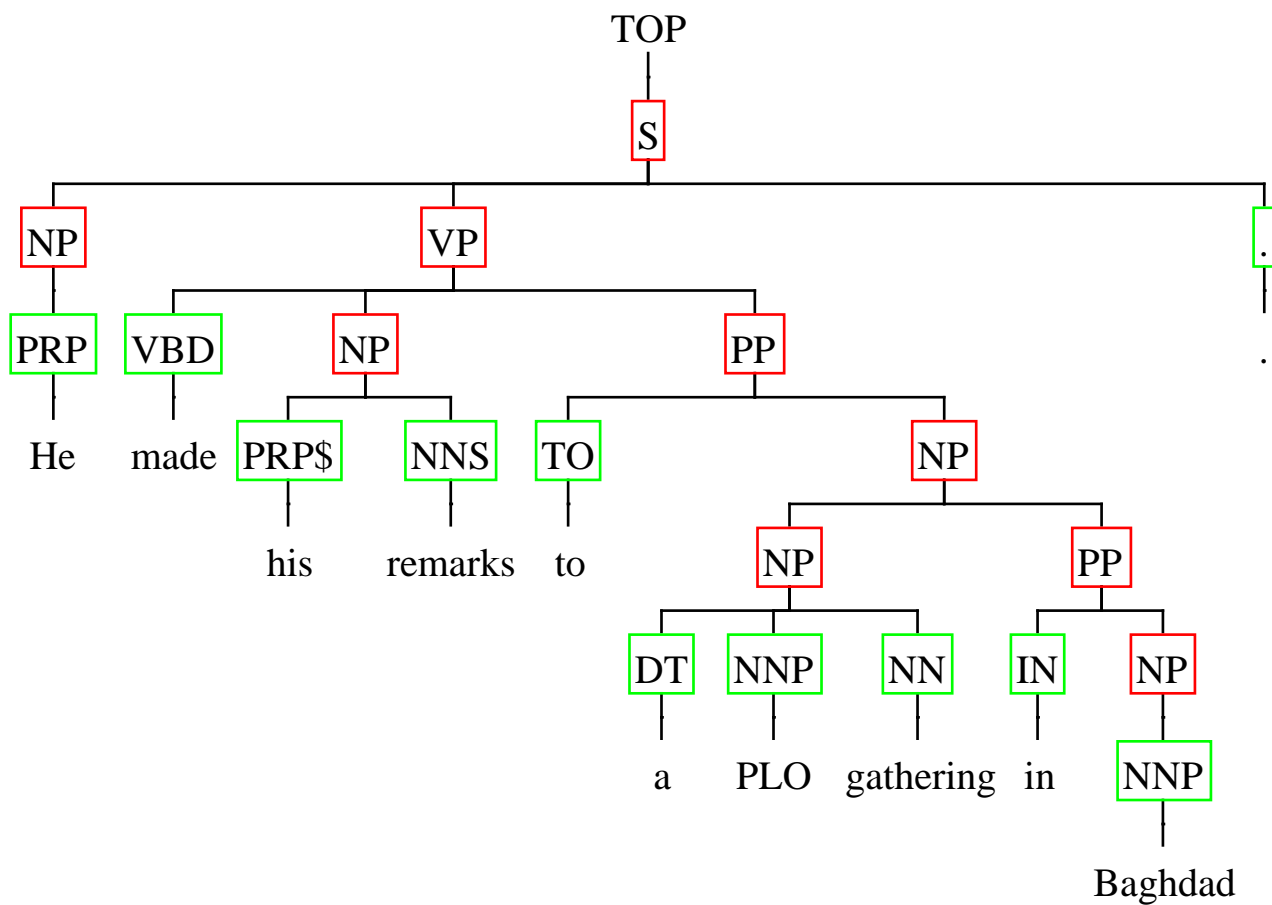 TOP
S
NP VP .
PRP VBD NP PP .
He made PRP$ NNS TO NP
his remarks to NP PP
DT NNP NN IN NP
a PLO gathering in NNP
Baghdad